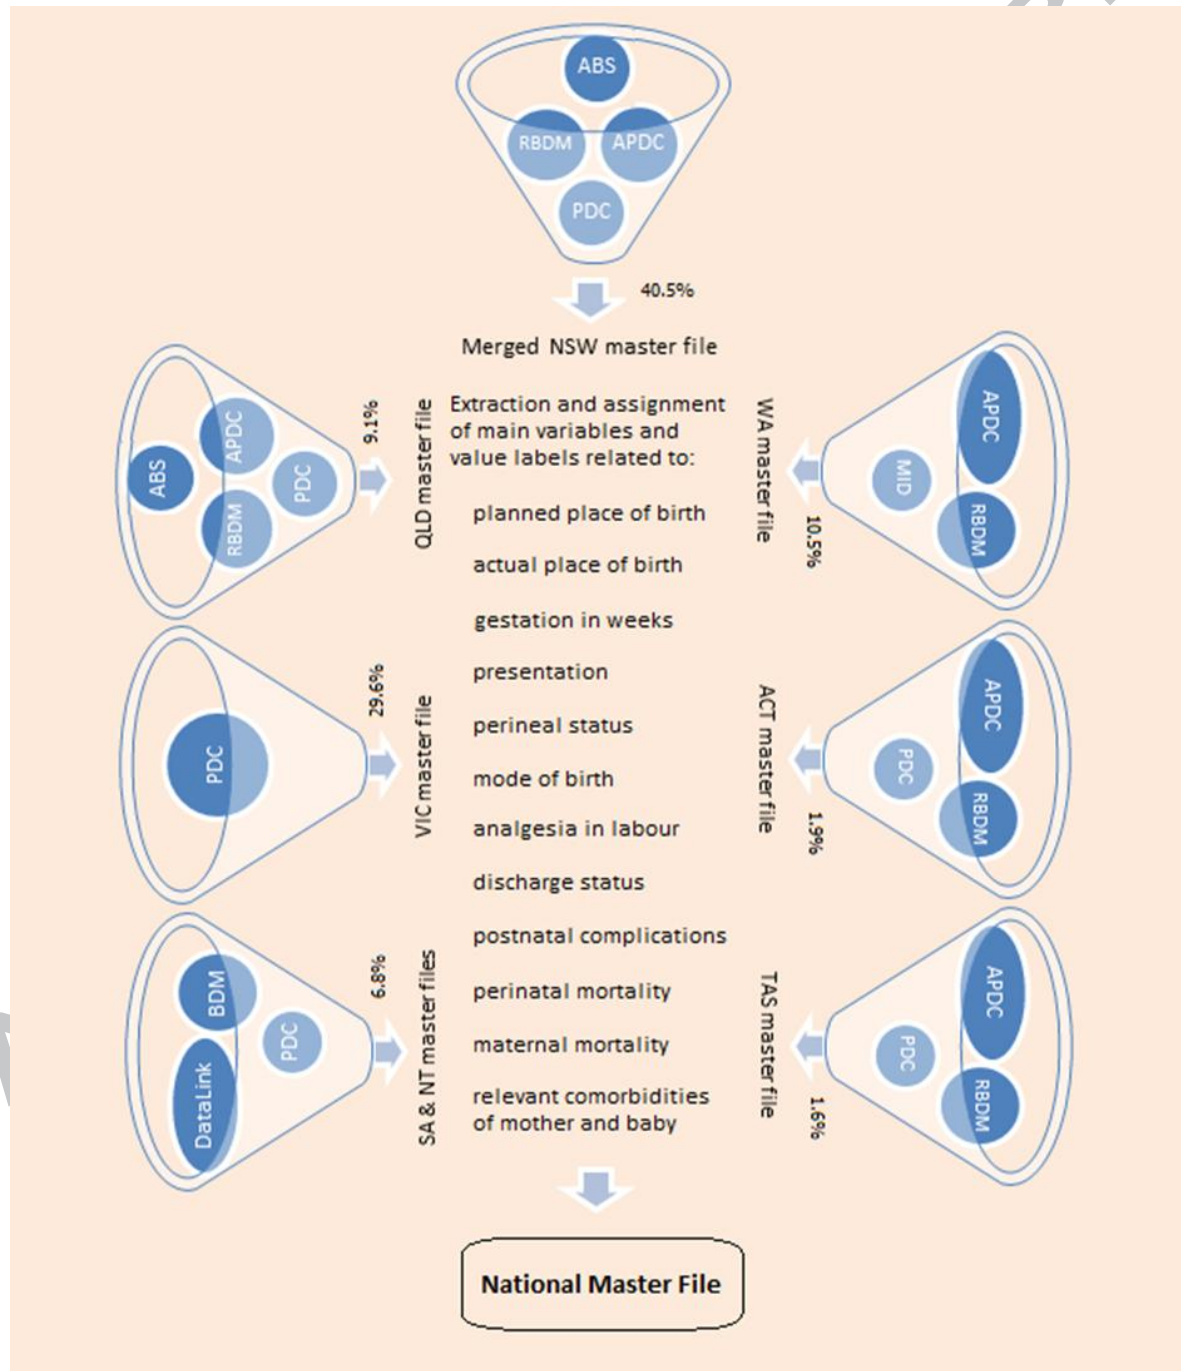 ABS
RBDM
APDC
PDC
40.5%
Merged NSW master file
ABS
APDC
RBDM
PDC
9.1%
QLD master file
PDC
29.6%
VIC master file
BDM
DataLink
PDC
6.8%
SA & NT master files
Extraction and assignment
of main variables and
value labels related to:
planned place of birth
actual place of birth
gestation in weeks
presentation
perineal status
mode of birth
analgesia in labour
discharge status
postnatal complications
perinatal mortality
maternal mortality
relevant comorbidities
of mother and baby
APDC
MID
RBDM
10.5%
WA master file
APDC
PDC
RBDM
1.9%
ACT master file
APDC
PDC
RBDM
1.6%
TAS master file
National Master File